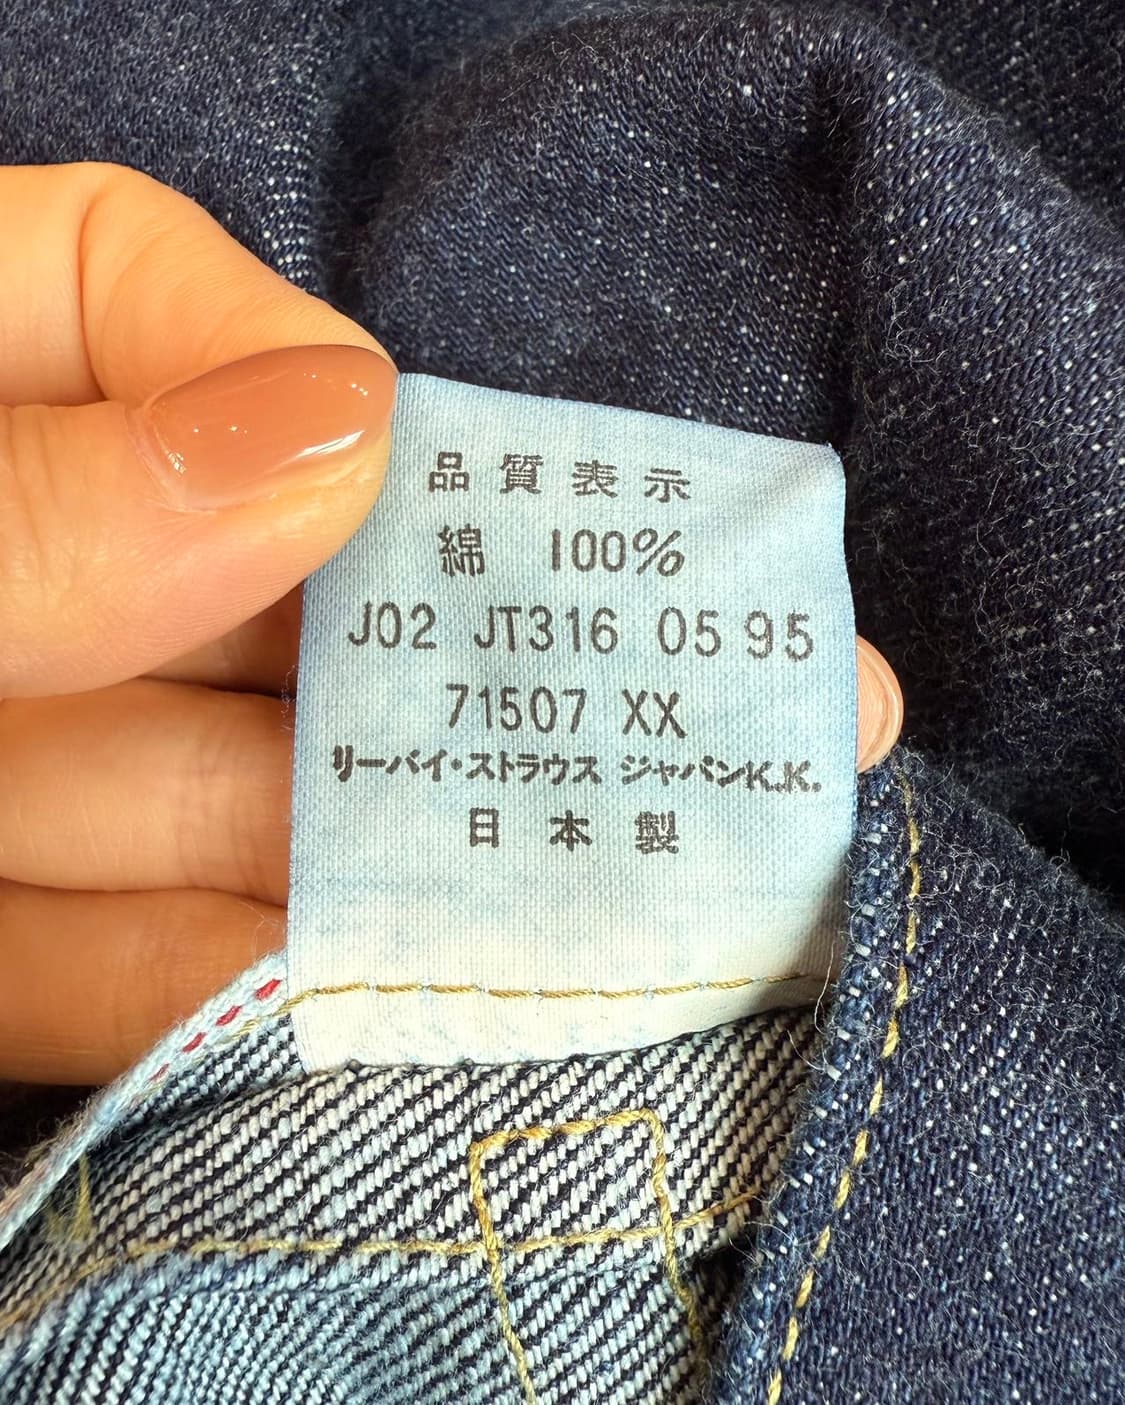 品質表示
綿 100%
J02 JT316 05 95
71507 XX
リーバイ・ストラウス ジャパンK.K.
日本製